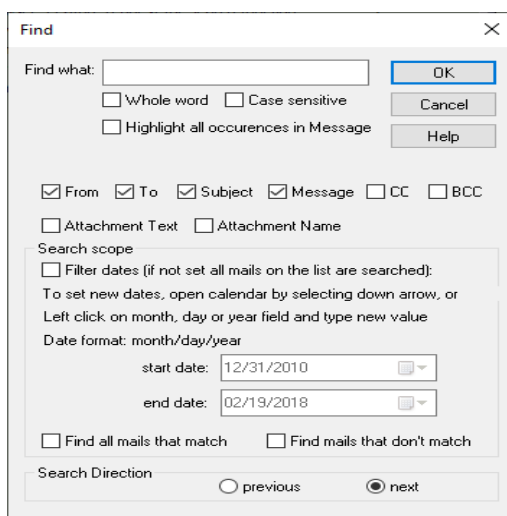 Find
Find what:
OK
Whole word Case sensitive
Cancel
Highlight all occurences in Message
Help
From To Subject Message CC BCC
Attachment Text Attachment Name
Search scope
Filter dates (if not set all mails on the list are searched):
To set new dates, open calendar by selecting down arrow, or
Left click on month, day or year field and type new value
Date format: month/day/year
start date: 12/31/2010
end date: 02/19/2018
Find all mails that match Find mails that don't match
Search Direction
previous next